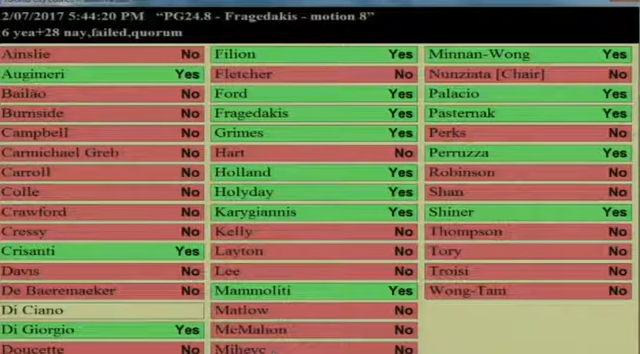 2/07/2017 5:44:20 PM "PG24.8 - Fragedakis - motion 8"
6 yea+28 nay,failed,quorum
Ainslie No Filion Yes Minnan-Wong Yes
Augimeri Yes Fletcher No Nunziata [Chair] No
Bailão No Ford Yes Palacio Yes
Burnside No Fragedakis Yes Pasternak Yes
Campbell No Grimes Yes Perks No
Carmichael Greb No Hart No Perruzza Yes
Carroll No Holland Yes Robinson No
Colle No Holyday Yes Shan No
Crawford No Karygiannis Yes Shiner Yes
Cressy No Kelly No Thompson No
Crisanti Yes Layton No Tory No
Davis No Lee No Troisi No
De Baeremaeker No Mammoliti Yes Wong-Tam No
Di Ciano Matlow No
Di Giorgio Yes McMahon No
Doucette No Mihevc No